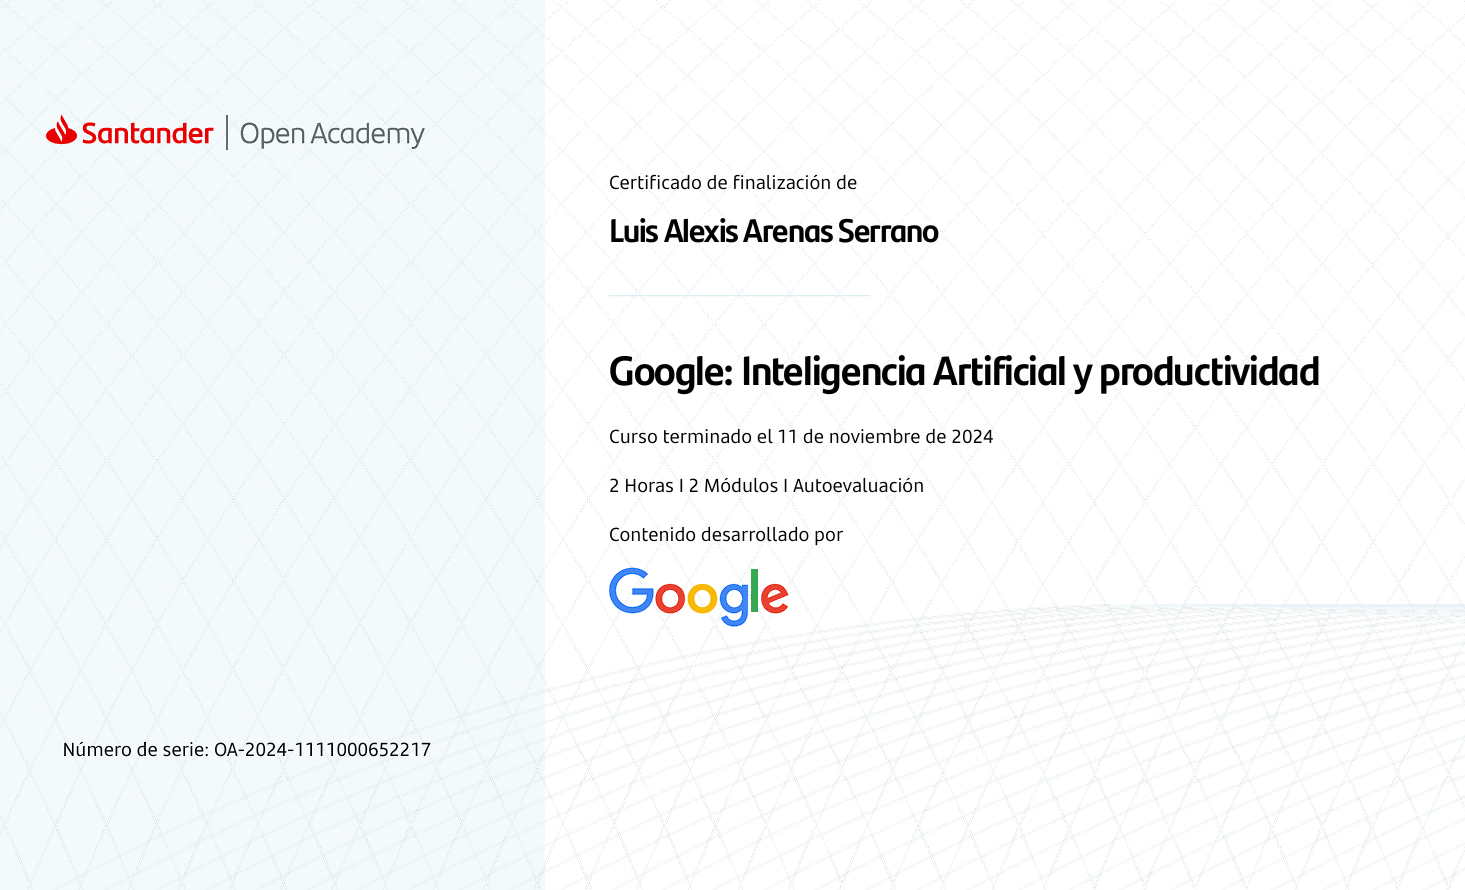 Santander | Open Academy
Certificado de finalización de
Luis Alexis Arenas Serrano
Google: Inteligencia Artificial y productividad
Curso terminado el 11 de noviembre de 2024
2 Horas I 2 Módulos I Autoevaluación
Contenido desarrollado por
Google
Número de serie: OA-2024-1111000652217